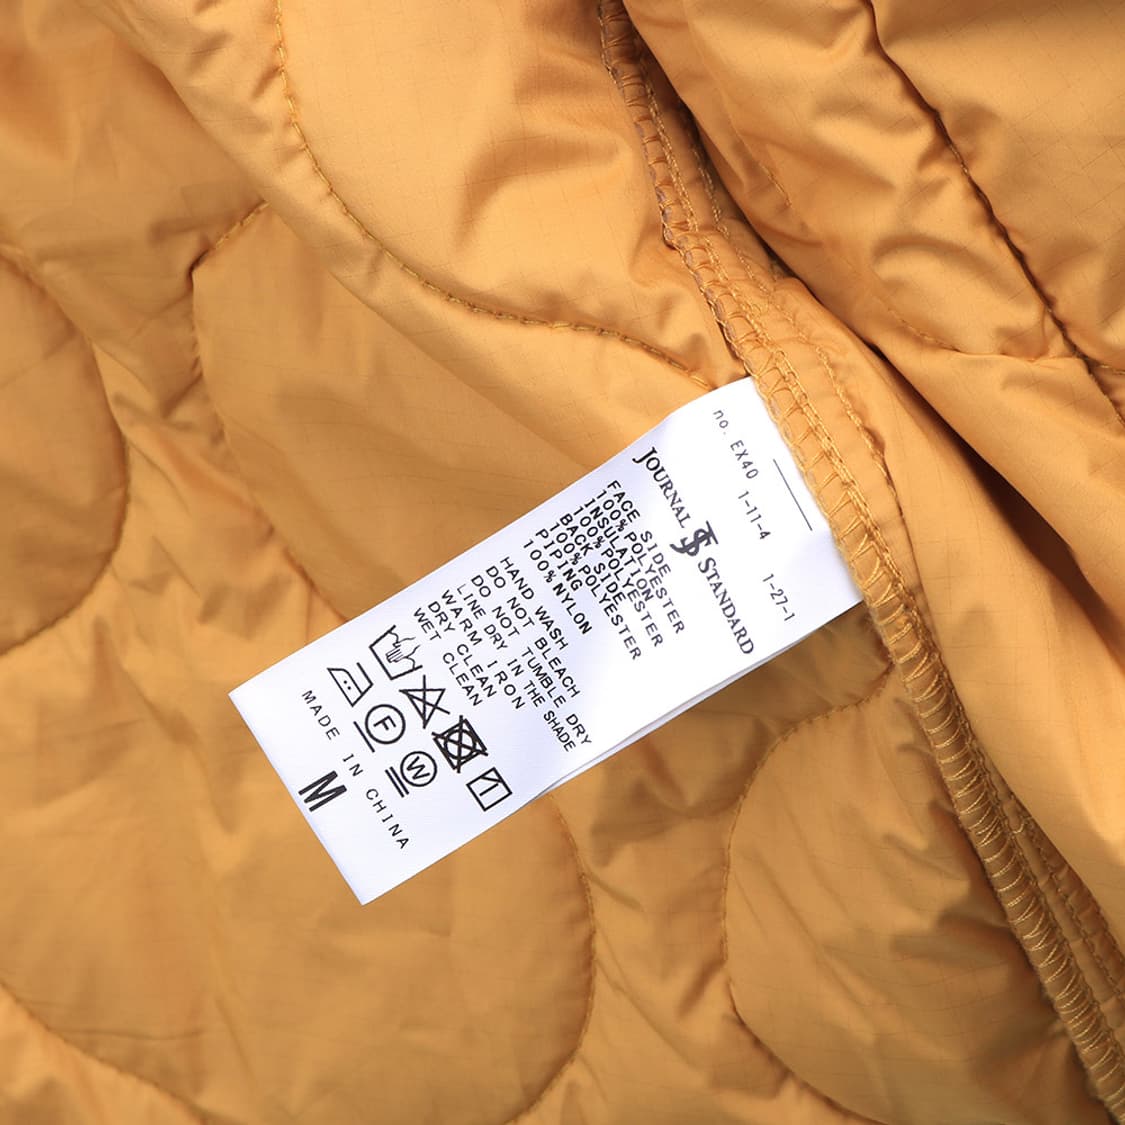 no. EX40 1-11-4 1-27-1
JOURNAL JS STANDARD
FACE SIDE
100%POLYESTER
INSULATION
100%POLYESTER
BACK SIDE
100%POLYESTER
PIPING
100%NYLON
HAND WASH
DO NOT BLEACH
DO NOT TUMBLE DRY
LINE DRY IN THE SHADE
WARM IRON
DRY CLEAN
WET CLEAN
F
W
MADE IN CHINA
M